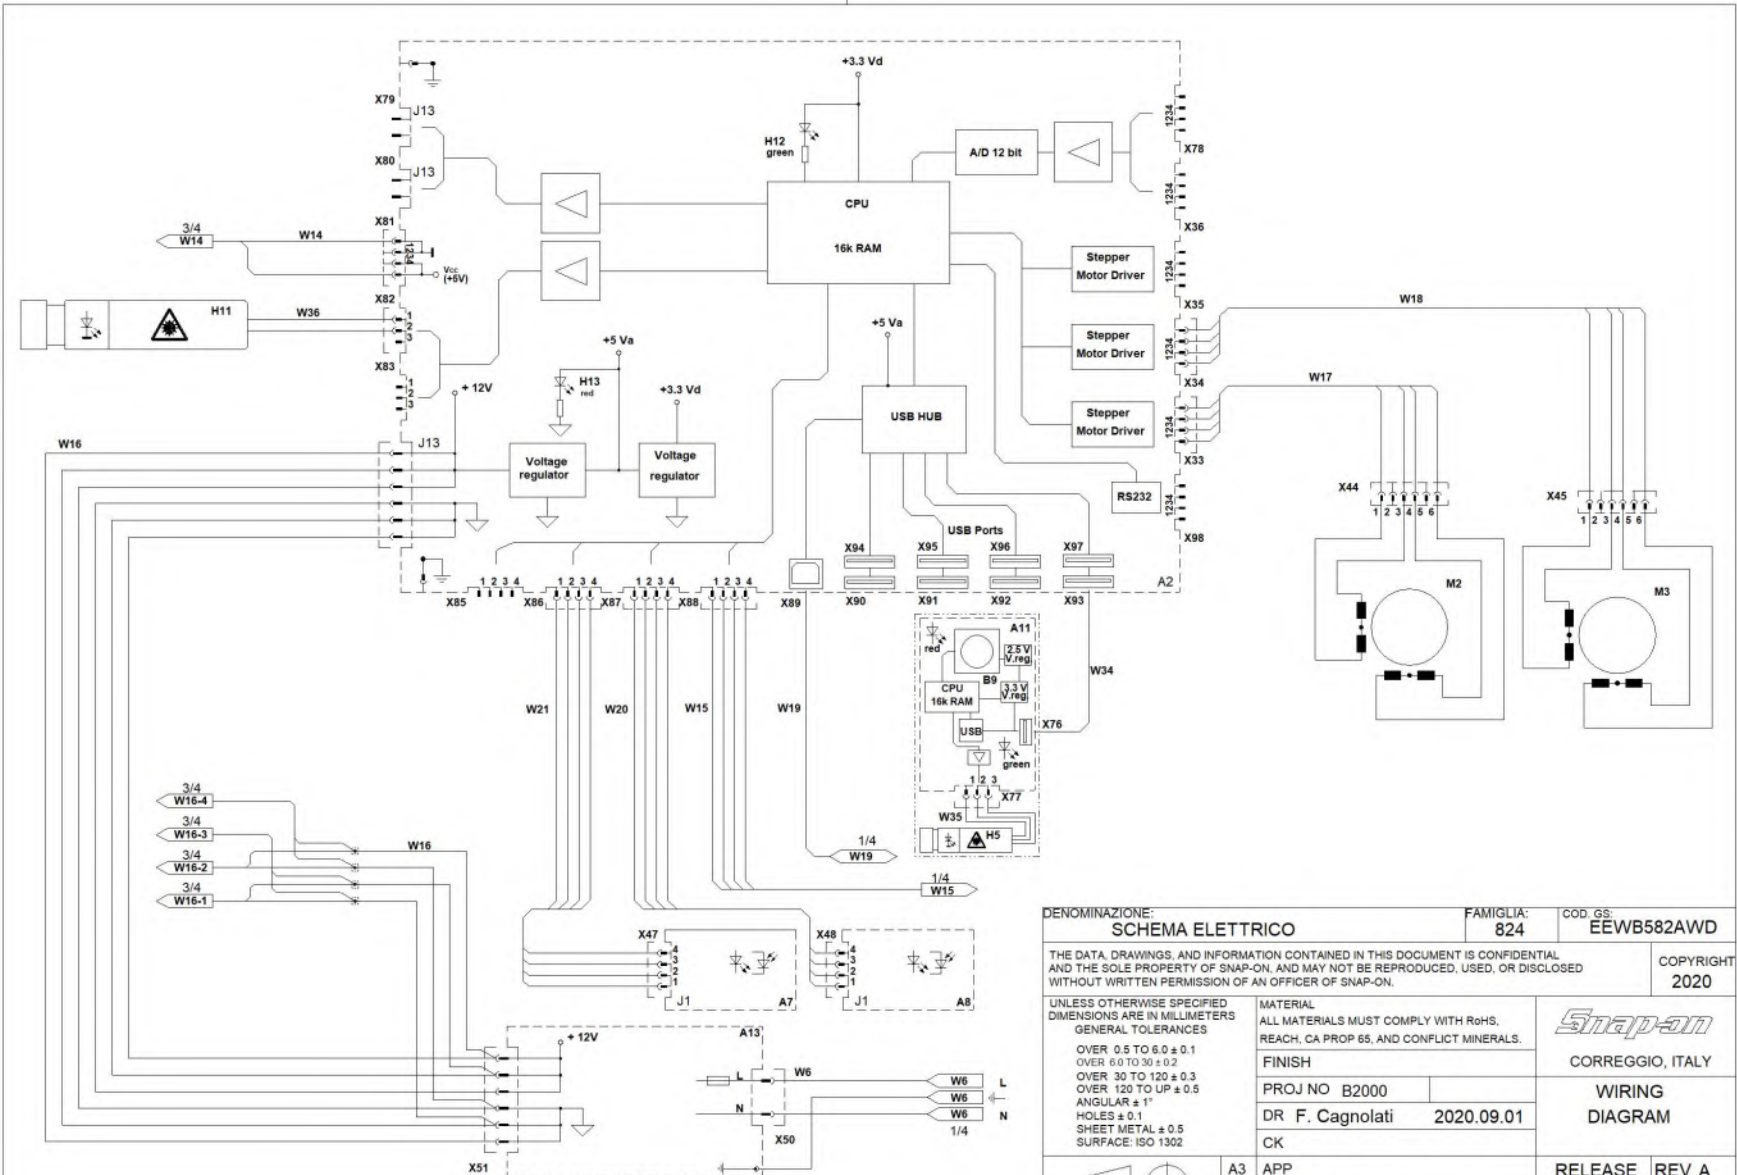 +3.3 Vd
X79
J13
H12
green
A/D 12 bit
1234
X78
X80
J13
CPU
16k RAM
1234
X36
X81
3/4
W14
W14
1234
Vcc
(+5V)
Stepper
Motor Driver
1234
X35
X82
H11
W36
1
2
3
W18
+5 Va
+5 Va
Stepper
Motor Driver
1234
X34
X83
1
2
3
+ 12V
H13
red
+3.3 Vd
W17
USB HUB
Stepper
Motor Driver
1234
X33
W16
J13
Voltage
regulator
Voltage
regulator
RS232
1234
X98
X44
1 2 3 4 5 6
X45
1 2 3 4 5 6
USB Ports
X94
X95
X96
X97
A2
1 2 3 4
1 2 3 4
1 2 3 4
1 2 3 4
X85
X86
X87
X88
X89
X90
X91
X92
X93
M2
M3
A11
red
2.5 V
V.reg.
B9
CPU
16k RAM
3.3 V
V.reg.
USB
X76
green
W34
1 2 3
X77
W35
H5
W21
W20
W15
W19
3/4
W16-4
3/4
W16-3
3/4
W16-2
3/4
W16-1
W16
1/4
W19
1/4
W15
X47
4
3
2
1
J1
A7
X48
4
3
2
1
J1
A8
A13
+ 12V
L
N
W6
X50
X51
W6
L
W6
W6
N
1/4
DENOMINAZIONE:
SCHEMA ELETTRICO
FAMIGLIA:
824
COD. GS:
EEWB582AWD
THE DATA, DRAWINGS, AND INFORMATION CONTAINED IN THIS DOCUMENT IS CONFIDENTIAL
AND THE SOLE PROPERTY OF SNAP-ON, AND MAY NOT BE REPRODUCED, USED, OR DISCLOSED
WITHOUT WRITTEN PERMISSION OF AN OFFICER OF SNAP-ON.
COPYRIGHT
2020
UNLESS OTHERWISE SPECIFIED
DIMENSIONS ARE IN MILLIMETERS
GENERAL TOLERANCES
OVER 0.5 TO 6.0 ± 0.1
OVER 6.0 TO 30 ± 0.2
OVER 30 TO 120 ± 0.3
OVER 120 TO UP ± 0.5
ANGULAR ± 1°
HOLES ± 0.1
SHEET METAL ± 0.5
SURFACE: ISO 1302
MATERIAL
ALL MATERIALS MUST COMPLY WITH RoHS,
REACH, CA PROP 65, AND CONFLICT MINERALS.
FINISH
PROJ NO B2000
DR F. Cagnolati 2020.09.01
CK
A3
APP
Snap-on
CORREGGIO, ITALY
WIRING
DIAGRAM
RELEASE
REV A